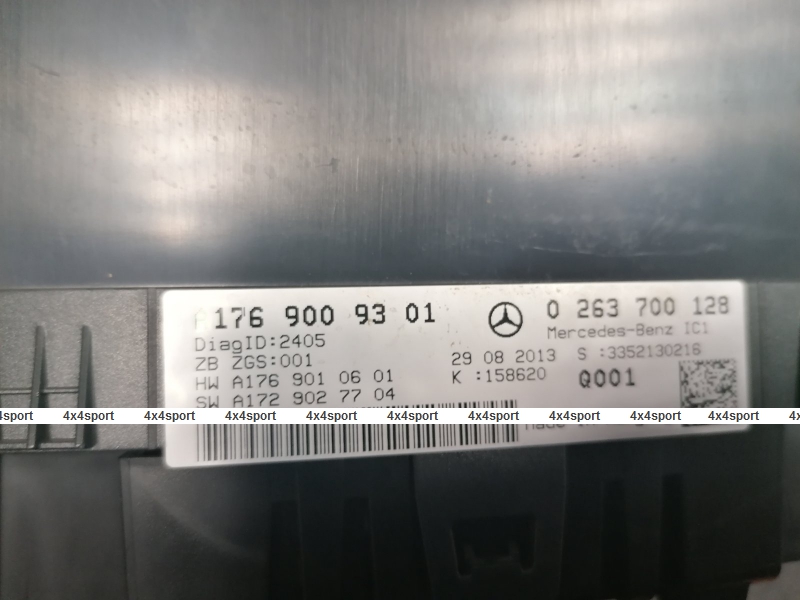 A176 900 93 01
0 263 700 128
Mercedes-Benz IC1
DiagID:2405
ZB ZGS:001
29 08 2013 S :3352130216
HW A176 901 06 01
K :158620 Q001
SW A172 902 77 04
4x4sport 4x4sport 4x4sport 4x4sport 4x4sport 4x4sport 4x4sport 4x4sport 4x4sport
Made